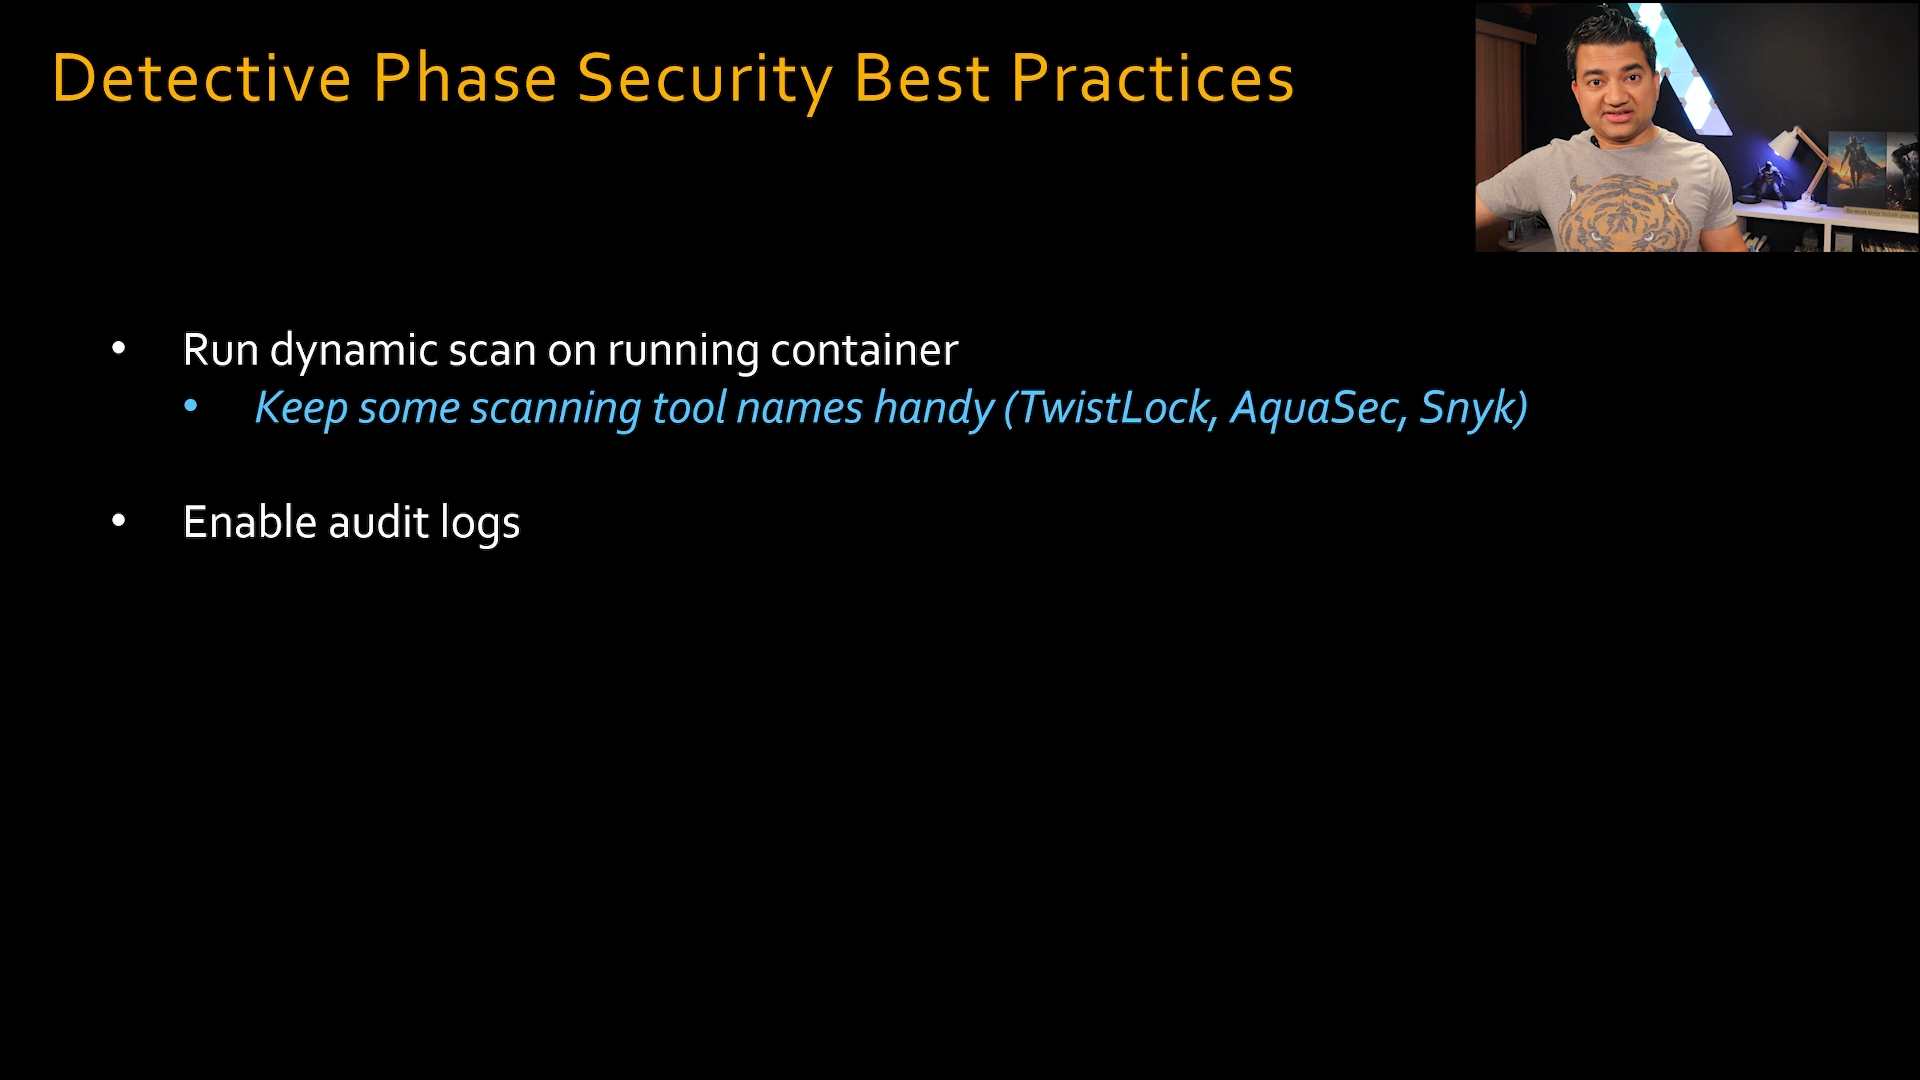 Detective Phase Security Best Practices
• Run dynamic scan on running container
• Keep some scanning tool names handy (TwistLock, AquaSec, Snyk)
• Enable audit logs